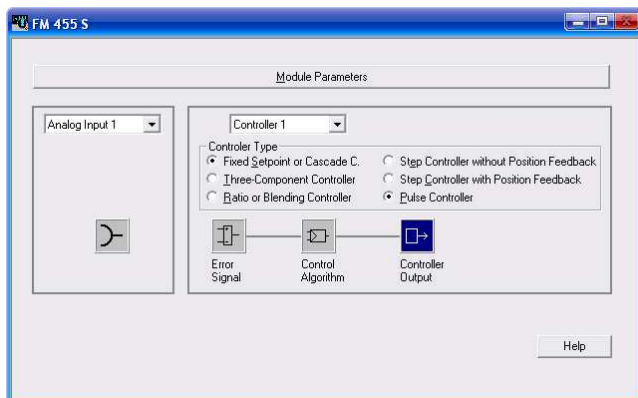 FM 455 S
Module Parameters
Analog Input 1
Controller 1
Controler Type
Fixed Setpoint or Cascade C.
Step Controller without Position Feedback
Three-Component Controller
Step Controller with Position Feedback
Ratio or Blending Controller
Pulse Controller
Error
Signal
Control
Algorithm
Controller
Output
Help